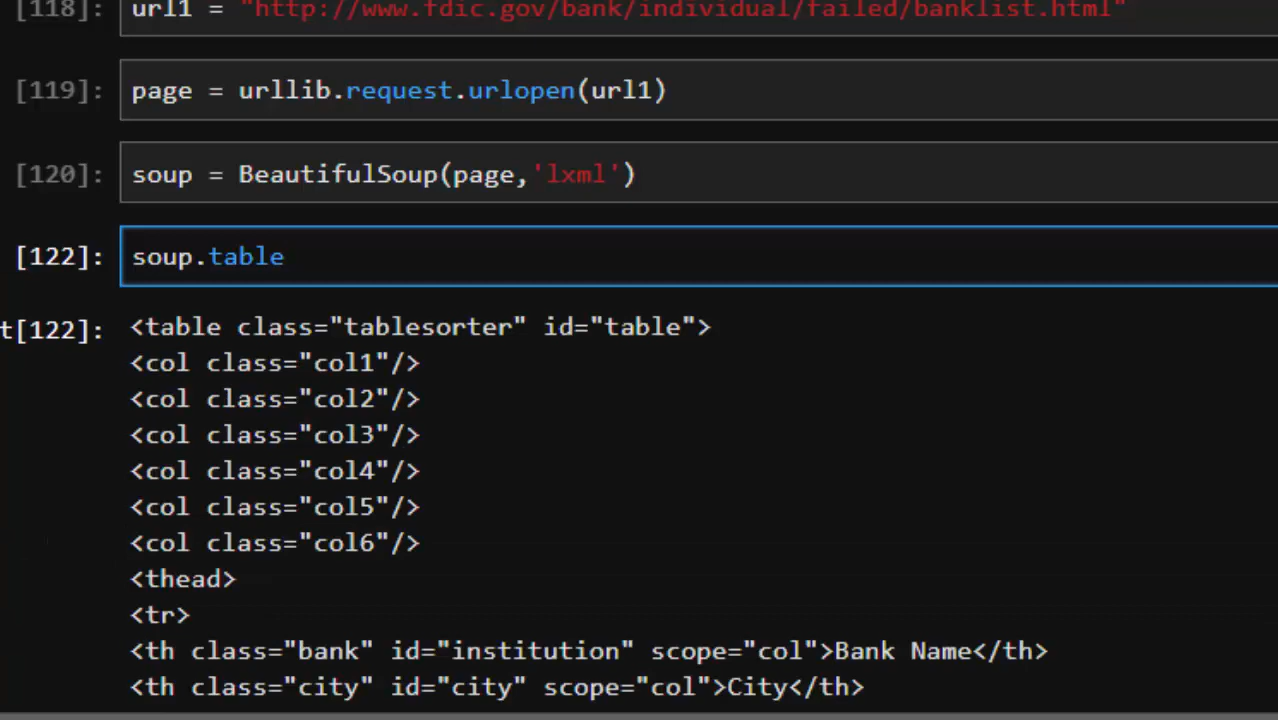 [118]: url1 = "http://www.fdic.gov/bank/individual/failed/banklist.html"
[119]: page = urllib.request.urlopen(url1)
[120]: soup = BeautifulSoup(page,'lxml')
[122]: soup.table
t[122]: <table class="tablesorter" id="table">
<col class="col1"/>
<col class="col2"/>
<col class="col3"/>
<col class="col4"/>
<col class="col5"/>
<col class="col6"/>
<thead>
<tr>
<th class="bank" id="institution" scope="col">Bank Name</th>
<th class="city" id="city" scope="col">City</th>